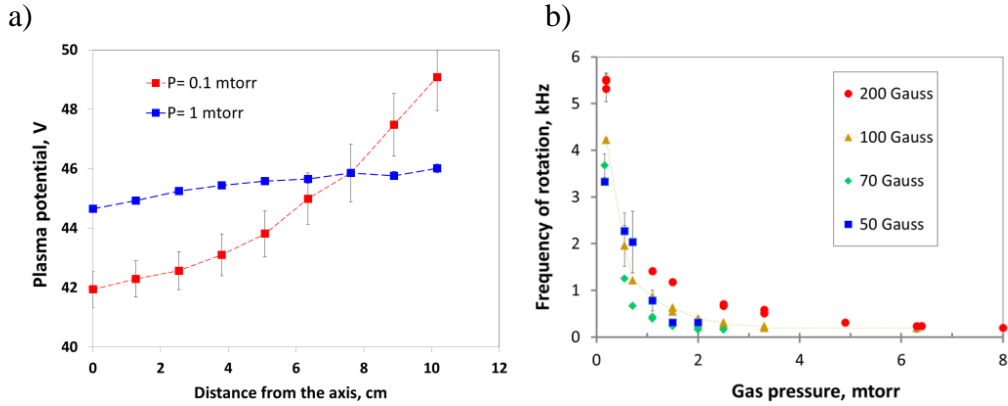 a)
50
48
46
44
42
40
Plasma potential, V
P= 0.1 mtorr
P= 1 mtorr
0 2 4 6 8 10 12
Distance from the axis, cm
b)
6
5
4
3
2
1
0
Frequency of rotation, kHz
200 Gauss
100 Gauss
70 Gauss
50 Gauss
0 2 4 6 8
Gas pressure, mtorr